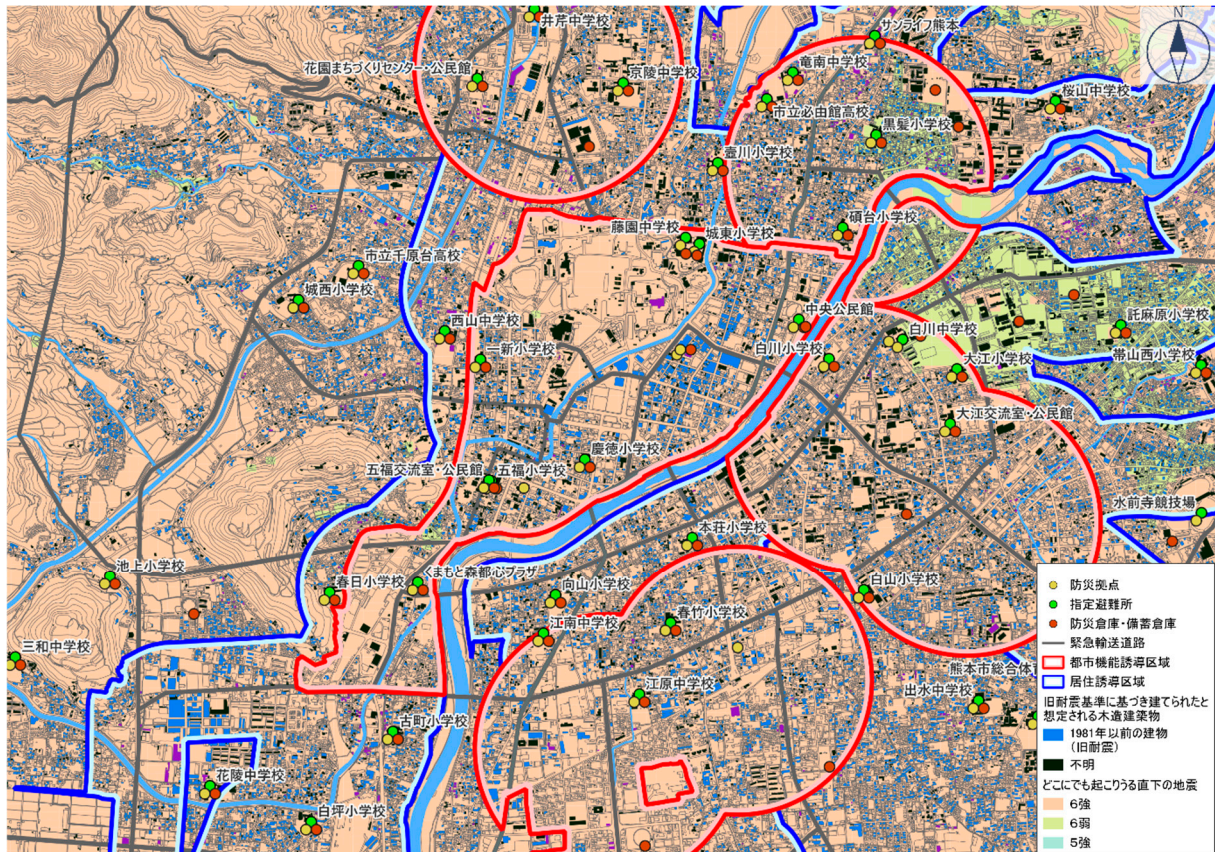 井芹中学校
サンライフ熊本
N
花園まちづくりセンター・公民館
京陵中学校
竜南中学校
桜山中学校
市立必由館高校
黒髪小学校
壷川小学校
碩台小学校
藤園中学校
城東小学校
市立千原台高校
城西小学校
中央公民館
託麻原小学校
西山中学校
白川中学校
一新小学校
白川小学校
大江小学校
帯山西小学校
大江交流室・公民館
慶徳小学校
五福交流室・公民館
五福小学校
水前寺競技場
本荘小学校
池上小学校
春日小学校
くまもと森都心プラザ
向山小学校
白山小学校
春竹小学校
江南中学校
三和中学校
熊本市総合体育
江原中学校
出水中学校
古町小学校
花陵中学校
白坪小学校
防災拠点
指定避難所
防災倉庫・備蓄倉庫
緊急輸送道路
都市機能誘導区域
居住誘導区域
旧耐震基準に基づき建てられたと
想定される木造建築物
1981年以前の建物
（旧耐震）
不明
どこにでも起こりうる直下の地震
6強
6弱
5強